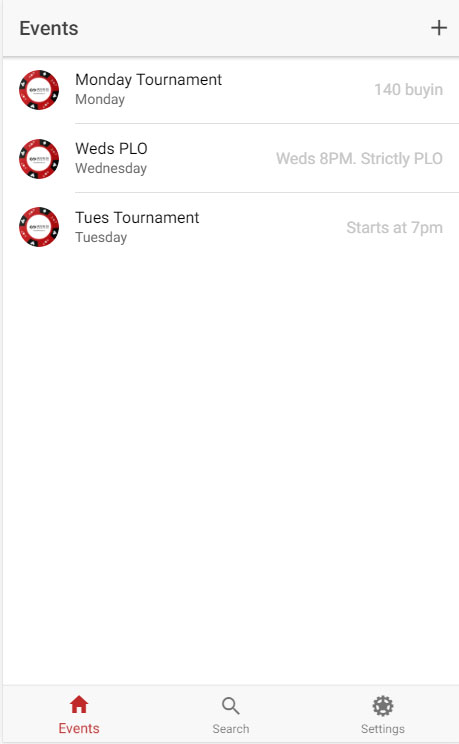 Events
Monday Tournament
Monday
140 buyin
Weds PLO
Wednesday
Weds 8PM. Strictly PLO
Tues Tournament
Tuesday
Starts at 7pm
Events
Search
Settings